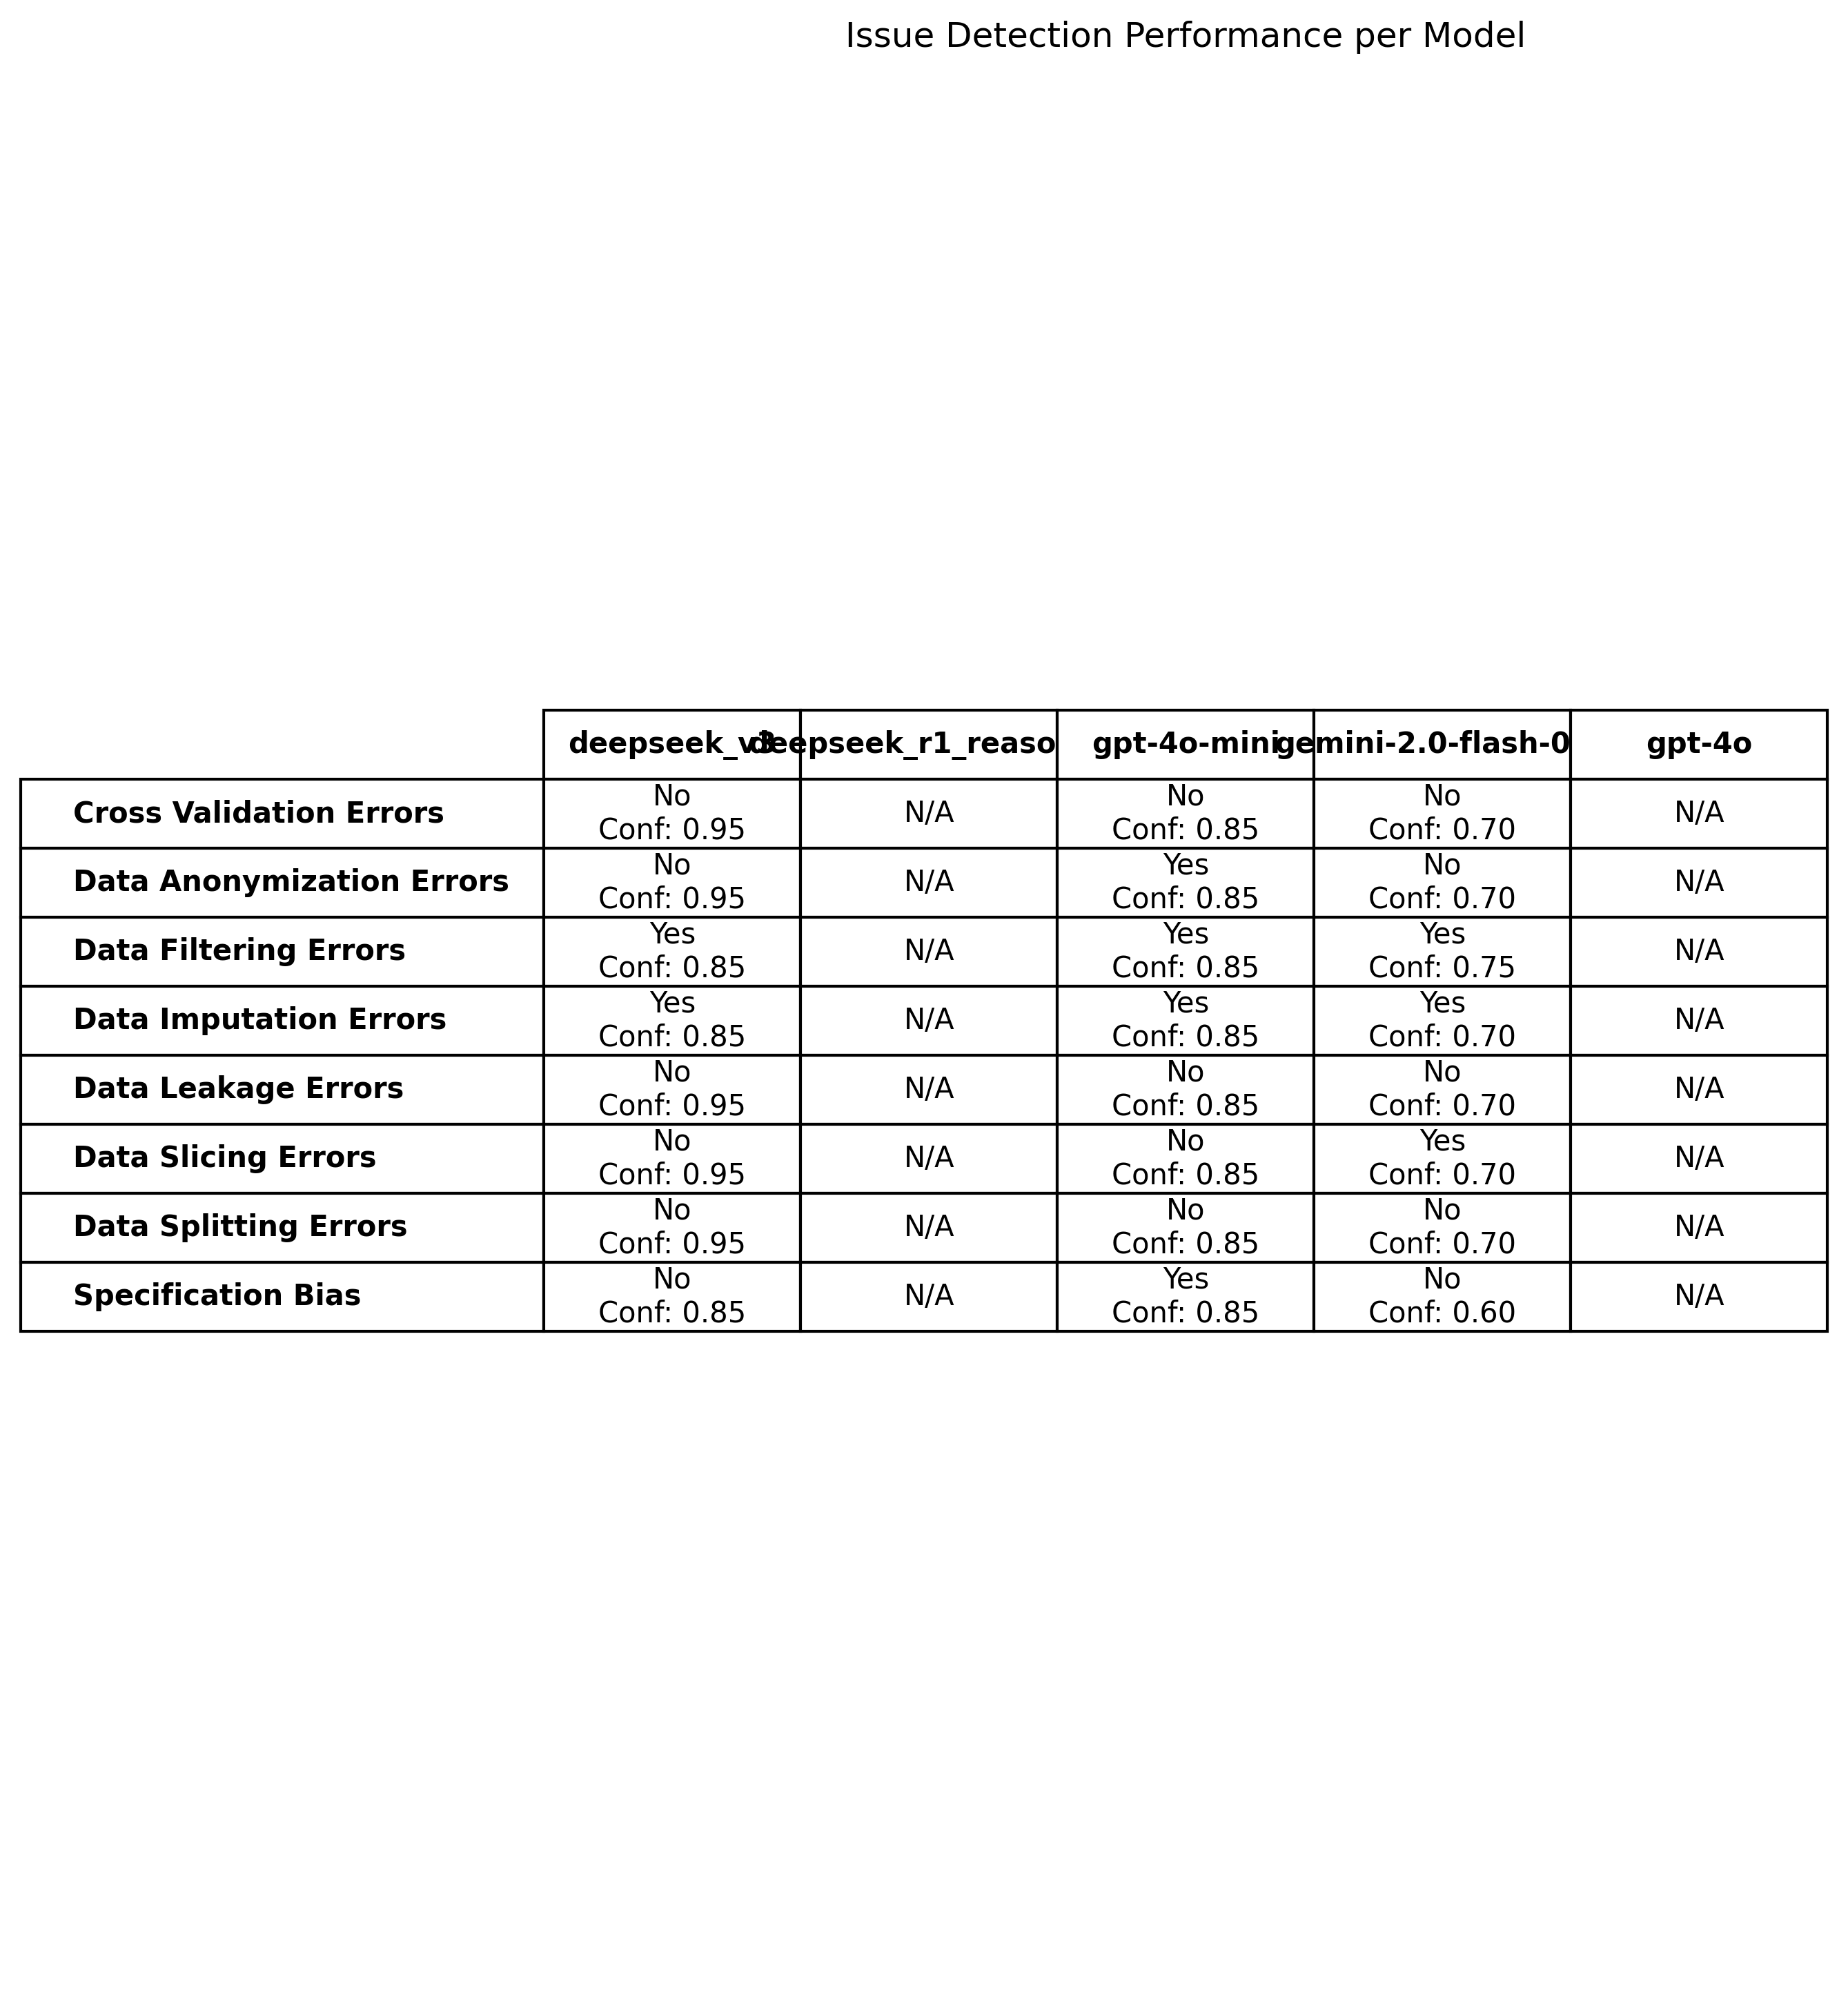 Issue Detection Performance per Model
deepseek_v3 deepseek_r1_reaso gpt-4o-mini gemini-2.0-flash-0 gpt-4o
Cross Validation Errors No Conf: 0.95 N/A No Conf: 0.85 No Conf: 0.70 N/A
Data Anonymization Errors No Conf: 0.95 N/A Yes Conf: 0.85 No Conf: 0.70 N/A
Data Filtering Errors Yes Conf: 0.85 N/A Yes Conf: 0.85 Yes Conf: 0.75 N/A
Data Imputation Errors Yes Conf: 0.85 N/A Yes Conf: 0.85 Yes Conf: 0.70 N/A
Data Leakage Errors No Conf: 0.95 N/A No Conf: 0.85 No Conf: 0.70 N/A
Data Slicing Errors No Conf: 0.95 N/A No Conf: 0.85 Yes Conf: 0.70 N/A
Data Splitting Errors No Conf: 0.95 N/A No Conf: 0.85 No Conf: 0.70 N/A
Specification Bias No Conf: 0.85 N/A Yes Conf: 0.85 No Conf: 0.60 N/A